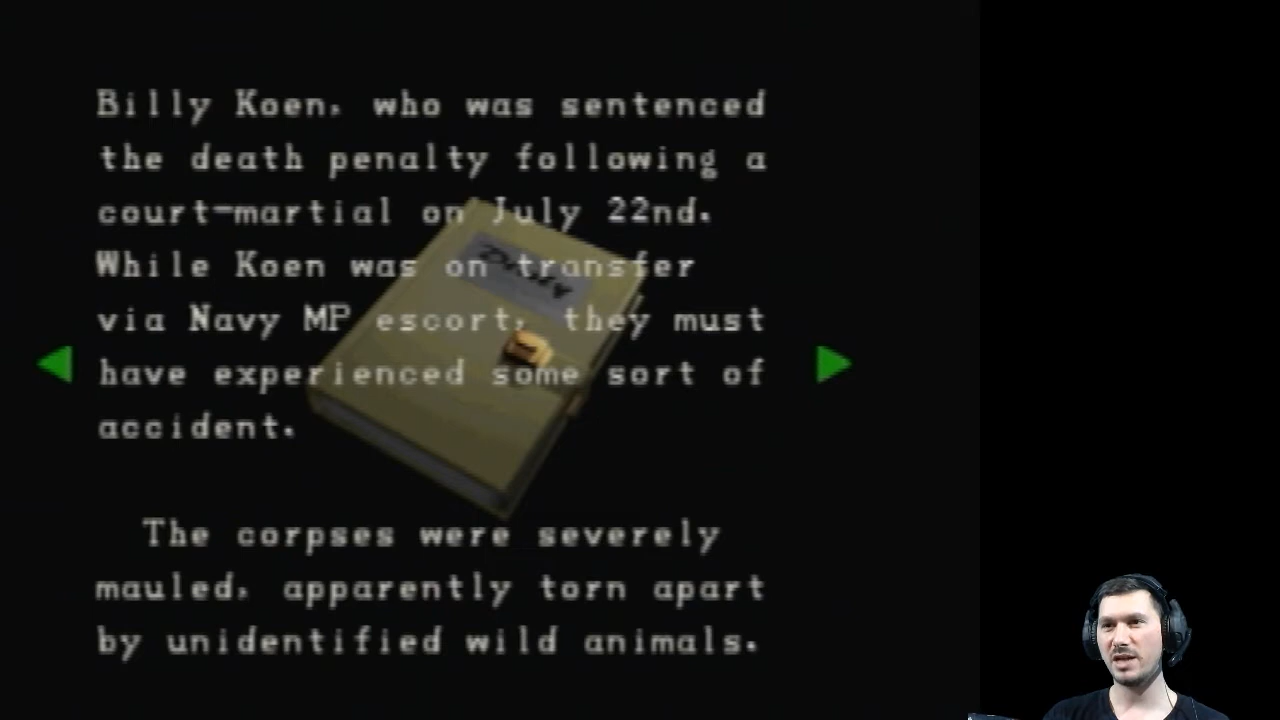 Billy Koen, who was sentenced
the death penalty following a
court-martial on July 22nd.
While Koen was on transfer
via Navy MP escort, they must
have experienced some sort of
accident.
Diary
The corpses were severely
mauled, apparently torn apart
by unidentified wild animals.